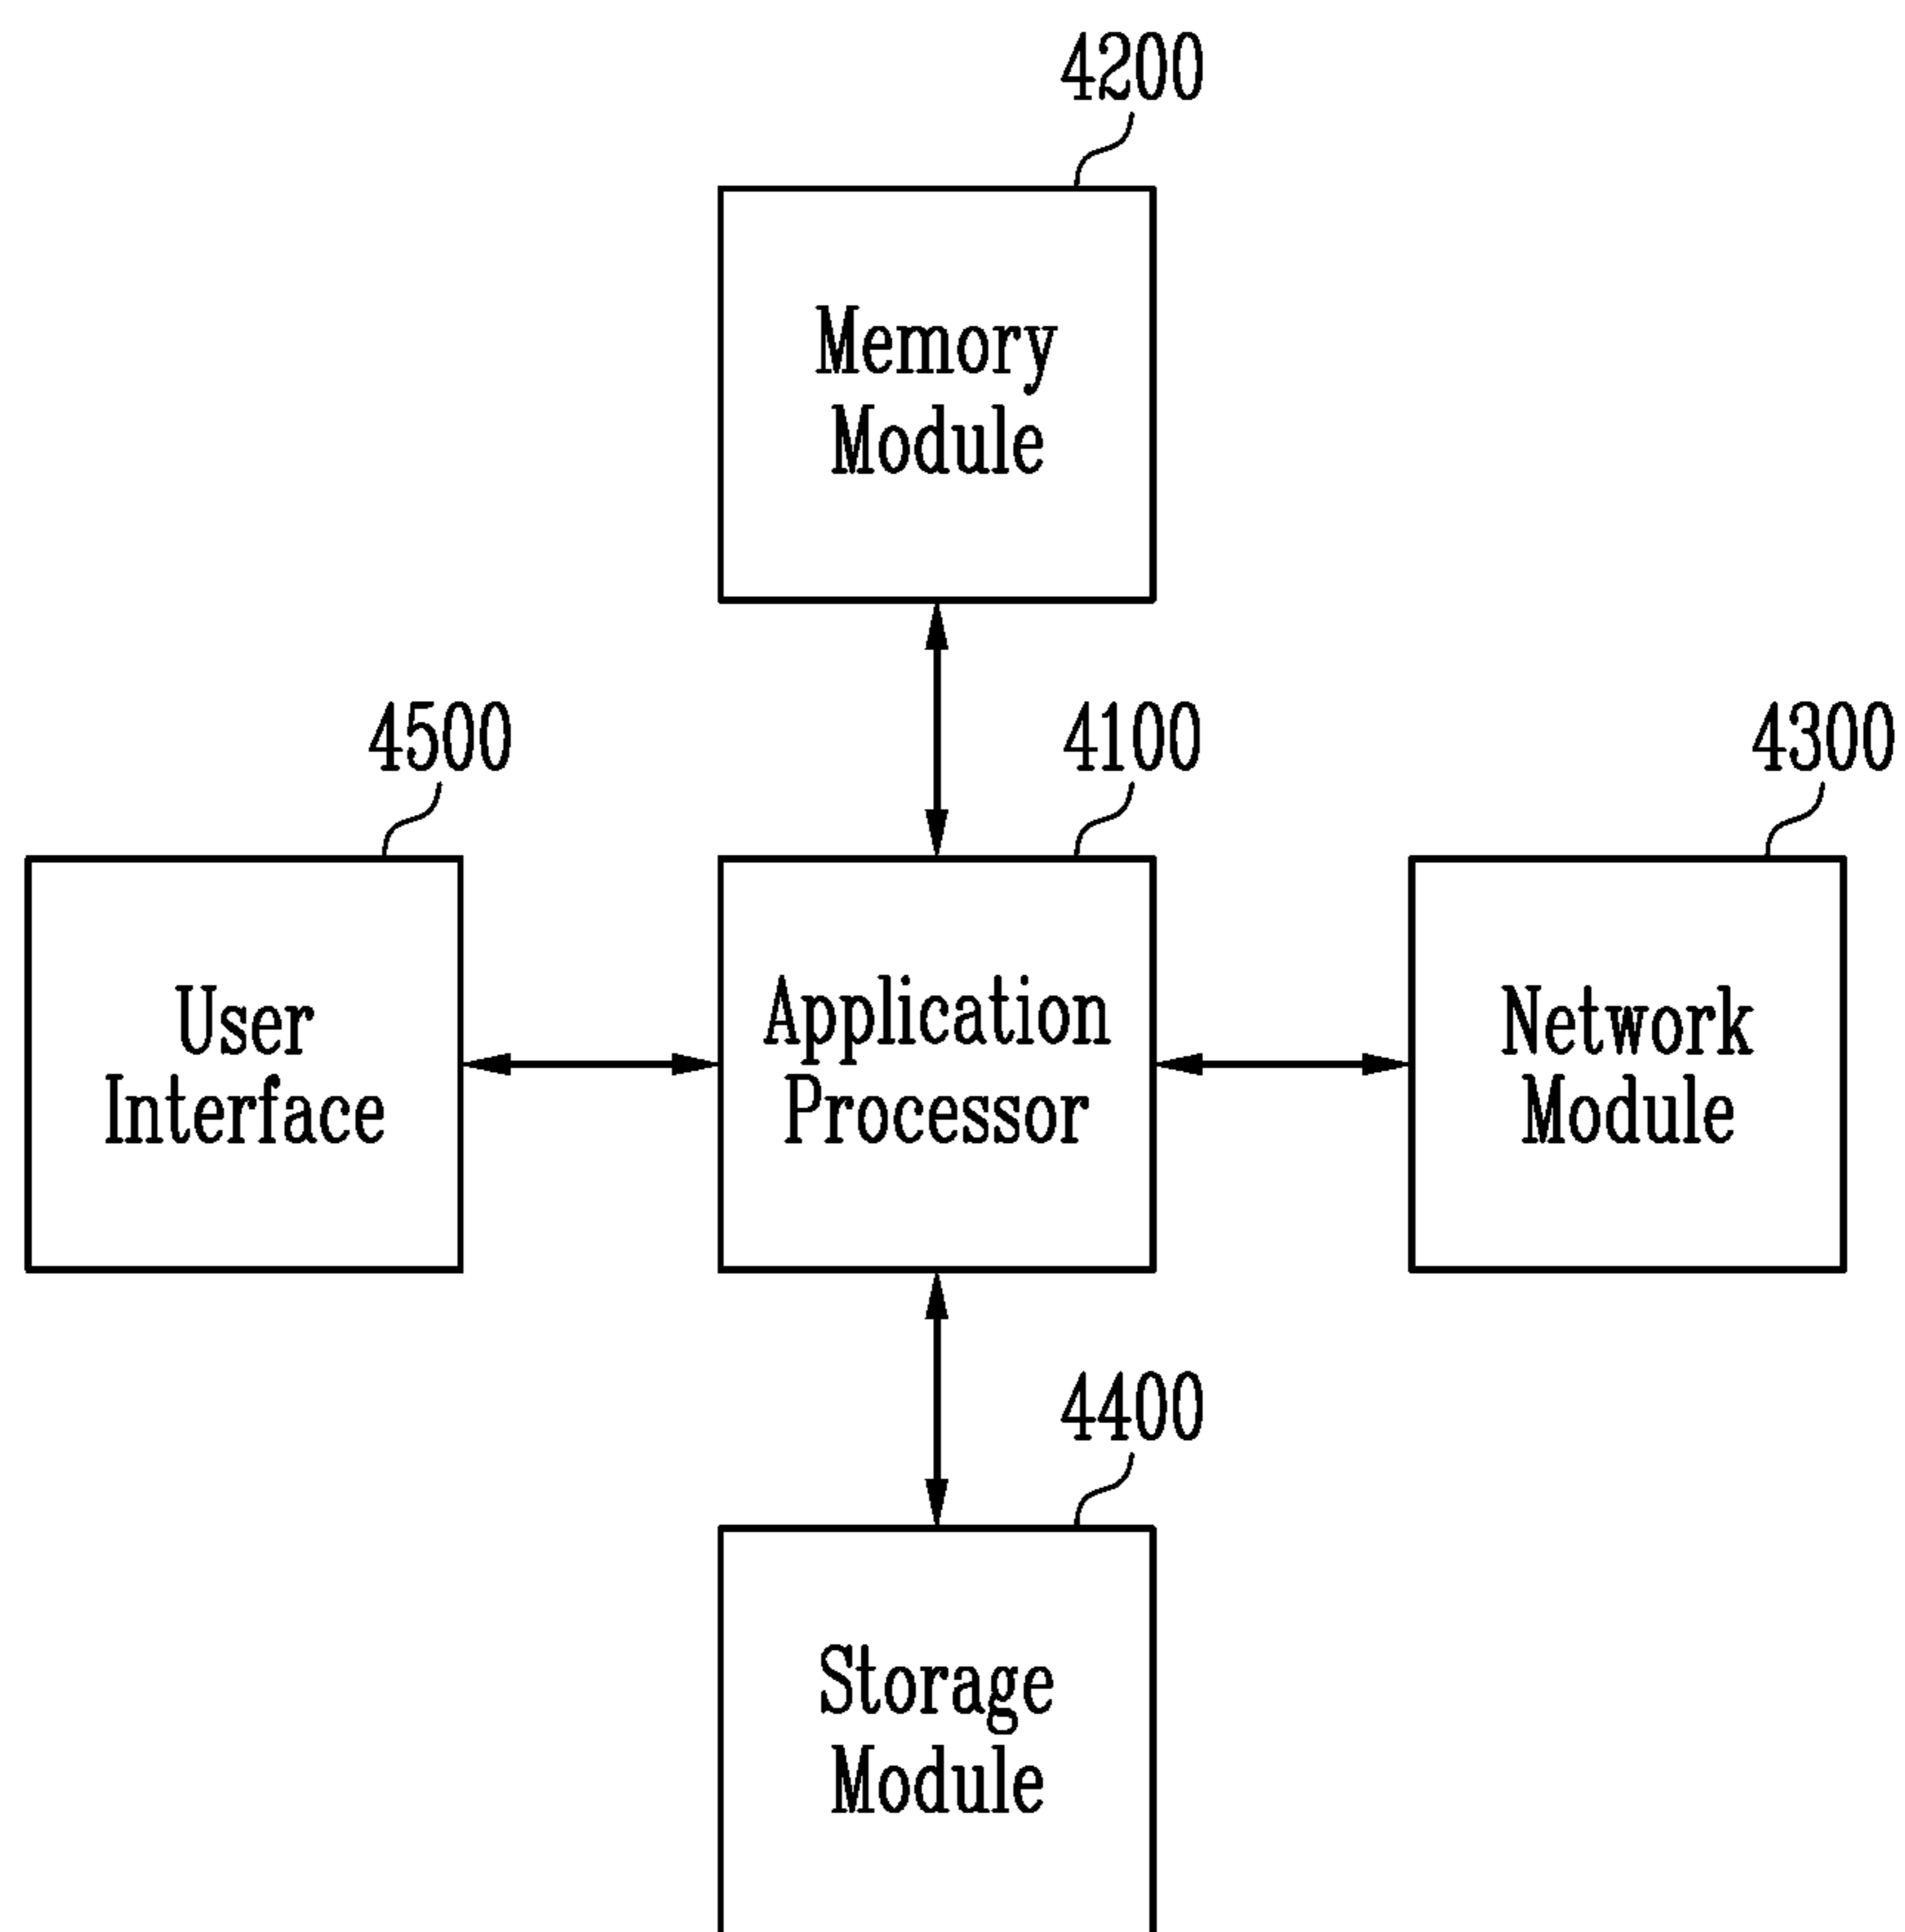 4200
Memory
Module
4500
4100
4300
User
Interface
Application
Processor
Network
Module
4400
Storage
Module